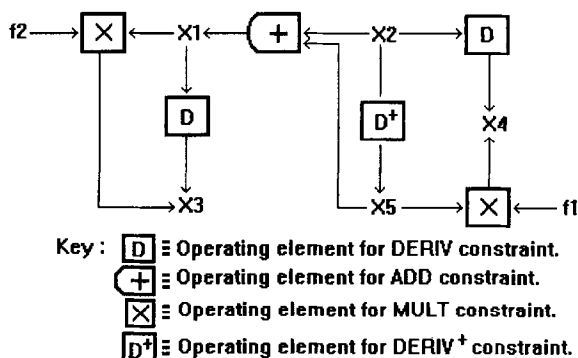 f2 × X1 + X2 D
D D+ X4
X3 X5 × f1
Key : D ≡ Operating element for DERIV constraint.
+ ≡ Operating element for ADD constraint.
× ≡ Operating element for MULT constraint.
D+ ≡ Operating element for DERIV+ constraint.